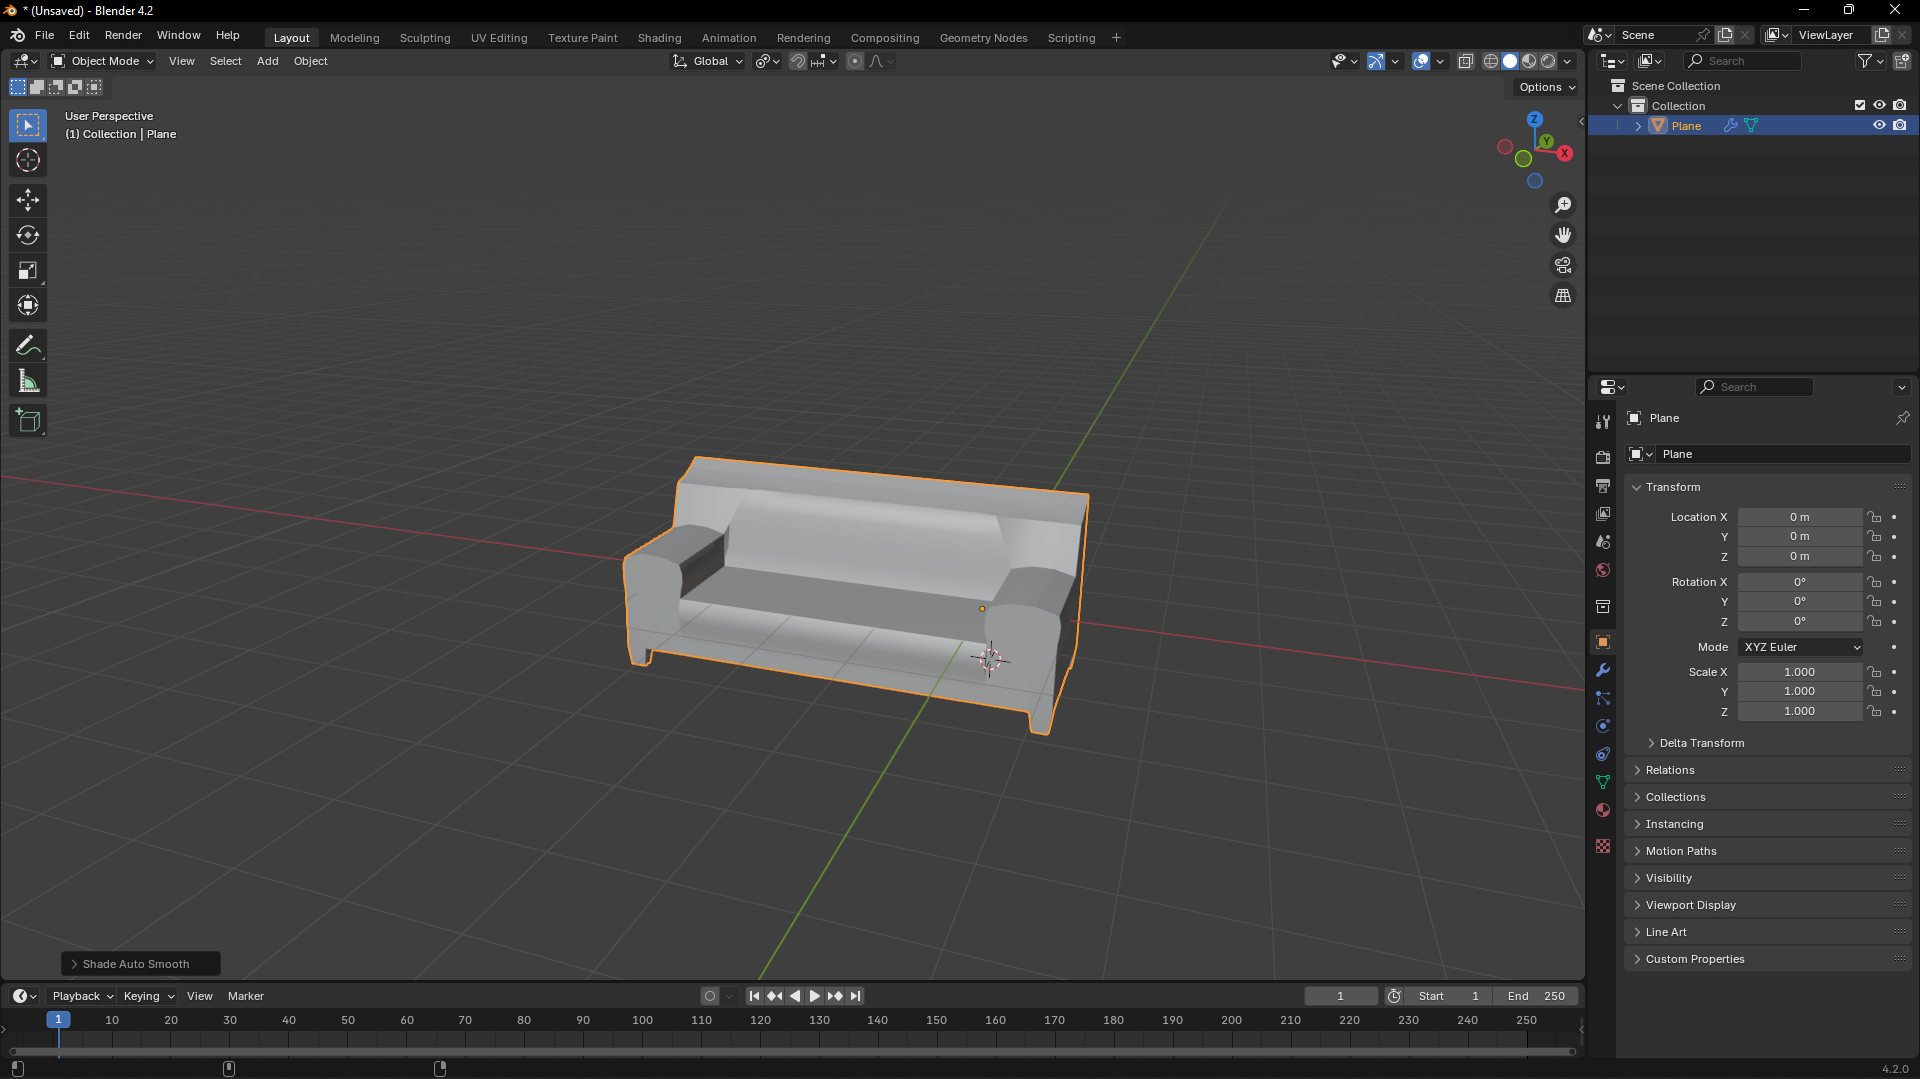 * (Unsaved) - Blender 4.2
File Edit Render Window Help
Layout Modeling Sculpting UV Editing Texture Paint Shading Animation Rendering Compositing Geometry Nodes Scripting +
Scene
ViewLayer
Object Mode View Select Add Object
Global
Search
Options
User Perspective
(1) Collection | Plane
Z
Y
X
Scene Collection
Collection
Plane
Search
Plane
Plane
Transform
Location X 0 m
Y 0 m
Z 0 m
Rotation X 0°
Y 0°
Z 0°
Mode XYZ Euler
Scale X 1.000
Y 1.000
Z 1.000
Delta Transform
Relations
Collections
Instancing
Motion Paths
Visibility
Viewport Display
Line Art
Custom Properties
Shade Auto Smooth
Playback Keying View Marker
1 Start 1 End 250
1 10 20 30 40 50 60 70 80 90 100 110 120 130 140 150 160 170 180 190 200 210 220 230 240 250
4.2.0